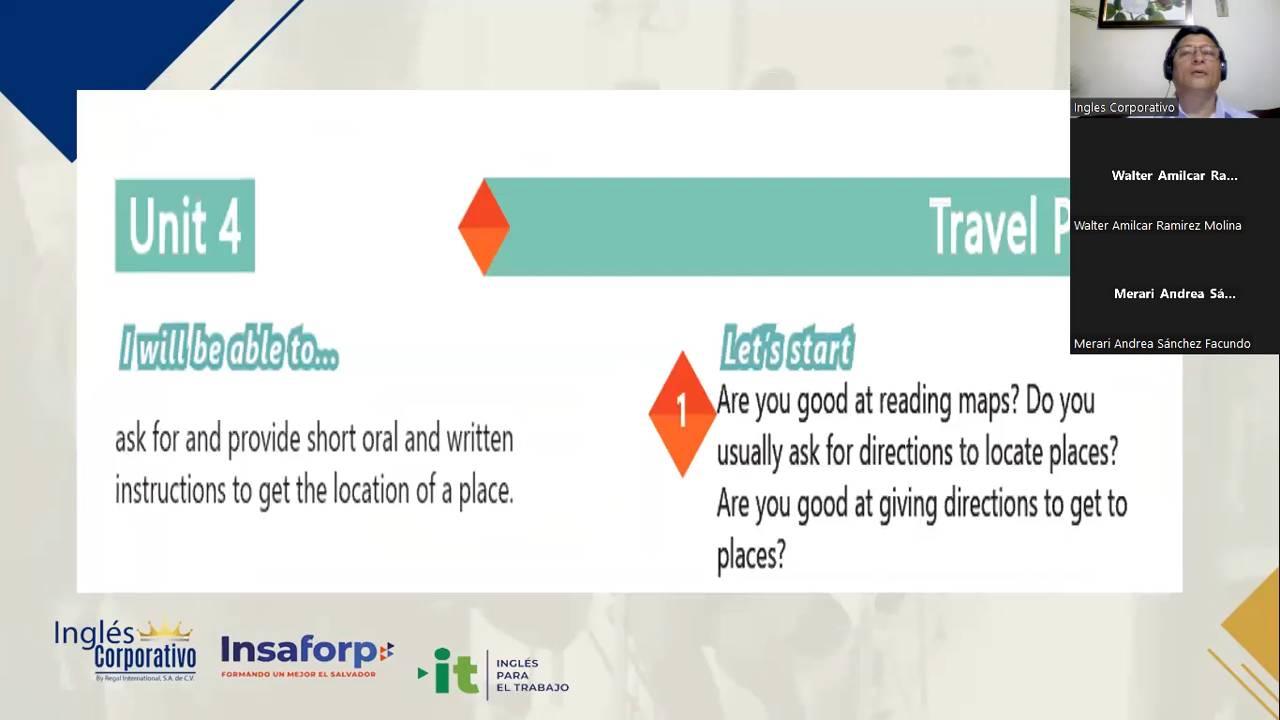 Unit 4
Travel P
I will be able to...
ask for and provide short oral and written
instructions to get the location of a place.
Let's start
1
Are you good at reading maps? Do you
usually ask for directions to locate places?
Are you good at giving directions to get to
places?
Inglés
Corporativo
By Regal International, S.A. de C.V.
Insaforp
FORMANDO UN MEJOR EL SALVADOR
it
INGLÉS
PARA
EL TRABAJO
Ingles Corporativo
Walter Amilcar Ra...
Walter Amilcar Ramirez Molina
Merari Andrea Sá...
Merari Andrea Sánchez Facundo